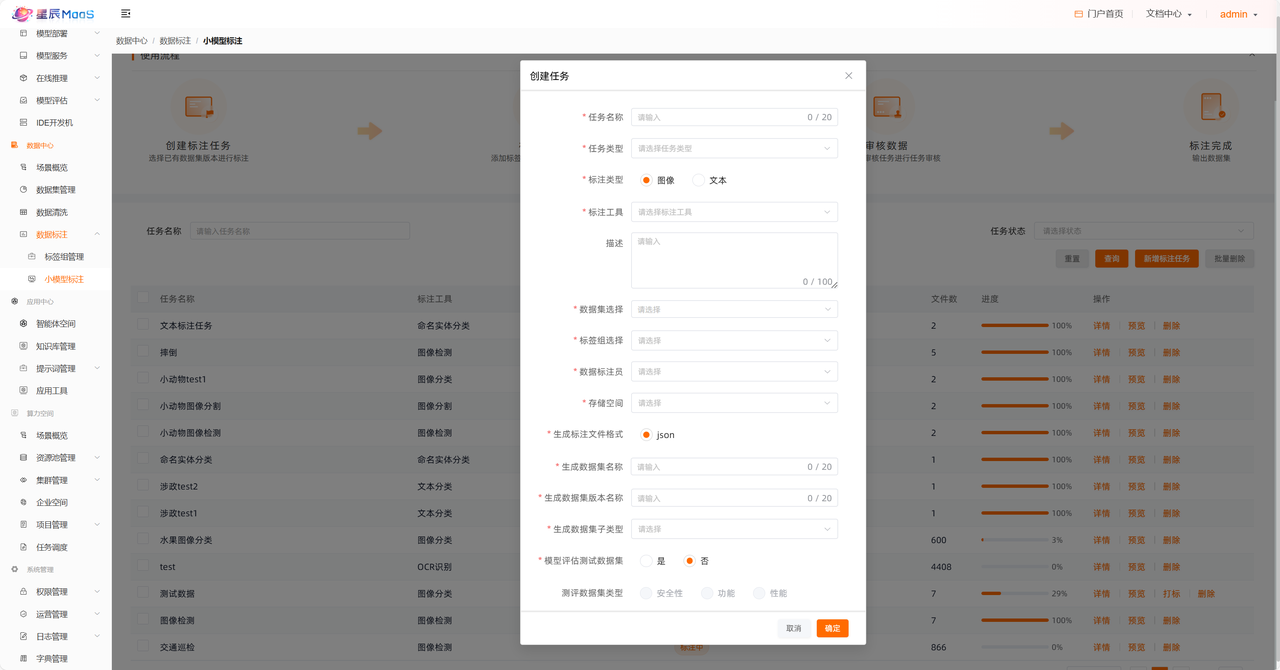 星辰MaaS
门户首页
文档中心
admin
模型部署
模型服务
在线推理
模型评估
IDE开发机
数据中心
场景概览
数据集管理
数据清洗
数据标注
标签组管理
小模型标注
应用中心
智能体空间
知识库管理
提示词管理
应用工具
算力空间
场景概览
资源池管理
集群管理
企业空间
项目管理
任务调度
系统管理
权限管理
运营管理
日志管理
字典管理
数据中心 / 数据标注 / 小模型标注
使用流程
创建标注任务
选择已有数据集版本进行标注
添加标签
审核数据
审核任务进行任务审核
标注完成
输出数据集
任务名称 请输入任务名称
任务状态 请选择状态
重置 查询 新增标注任务 批量删除
任务名称 标注工具 文件数 进度 操作
文本标注任务 命名实体分类 2 100% 详情 预览 删除
摔倒 图像检测 5 100% 详情 预览 删除
小动物test1 图像分类 2 100% 详情 预览 删除
小动物图像分割 图像分割 2 100% 详情 预览 删除
小动物图像检测 图像检测 2 100% 详情 预览 删除
命名实体分类 命名实体分类 1 100% 详情 预览 删除
涉政test2 文本分类 1 100% 详情 预览 删除
涉政test1 文本分类 1 100% 详情 预览 删除
水果图像分类 图像分类 600 3% 详情 预览 删除
test OCR识别 4408 0% 详情 预览 删除
测试数据 图像分类 7 29% 详情 预览 打标 删除
图像检测 图像检测 7 100% 详情 预览 删除
交通巡检 图像检测 标注中 866 0% 详情 预览 删除
创建任务
* 任务名称 请输入 0 / 20
* 任务类型 请选择任务类型
* 标注类型 图像 文本
* 标注工具 请选择标注工具
描述 请输入 0 / 100
* 数据集选择 请选择
* 标签组选择 请选择
* 数据标注员 请选择
* 存储空间 请选择
* 生成标注文件格式 json
* 生成数据集名称 请输入 0 / 20
* 生成数据集版本名称 请输入 0 / 20
* 生成数据集子类型 请选择
* 模型评估测试数据集 是 否
测评数据集类型 安全性 功能 性能
取消 确定